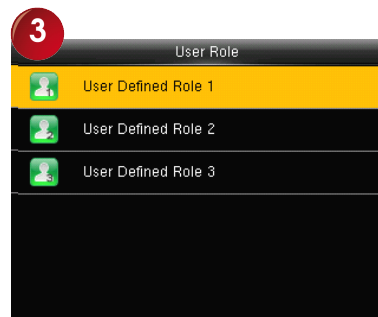 3
User Role
User Defined Role 1
User Defined Role 2
User Defined Role 3